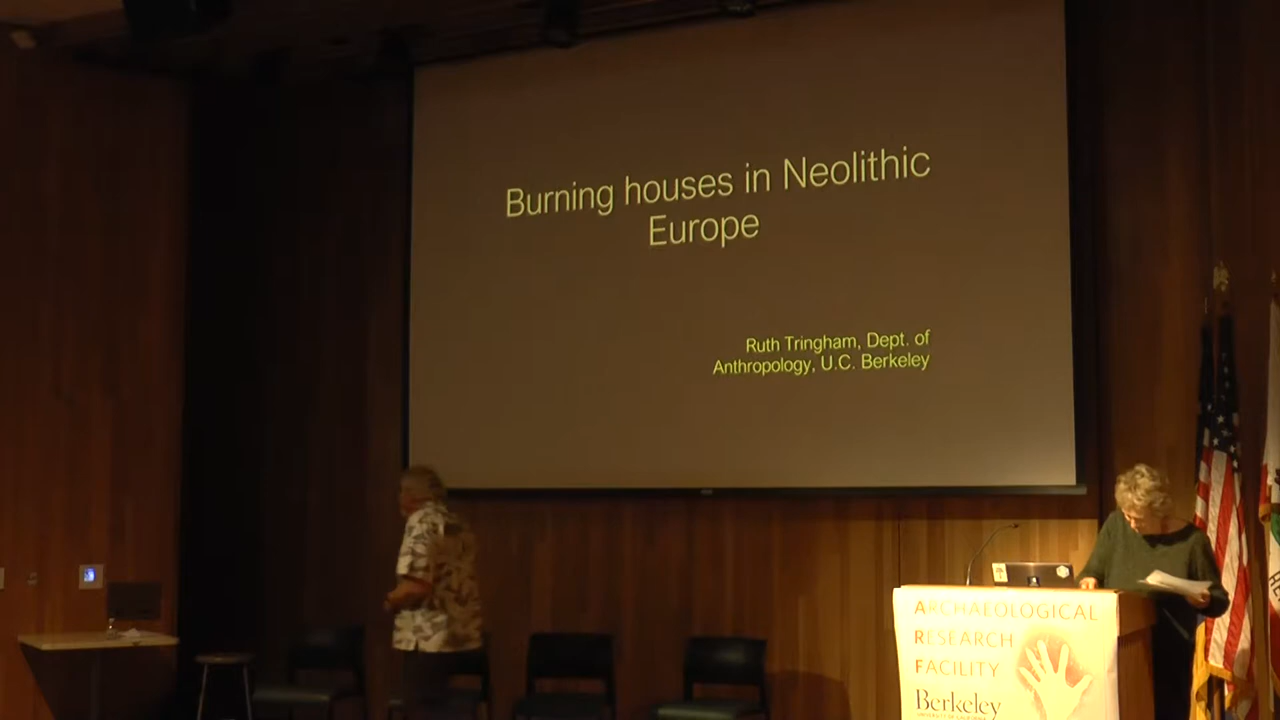 Burning houses in Neolithic
Europe
Ruth Tringham, Dept. of
Anthropology, U.C. Berkeley
ARCHAEOLOGICAL
RESEARCH
FACILITY
Berkeley